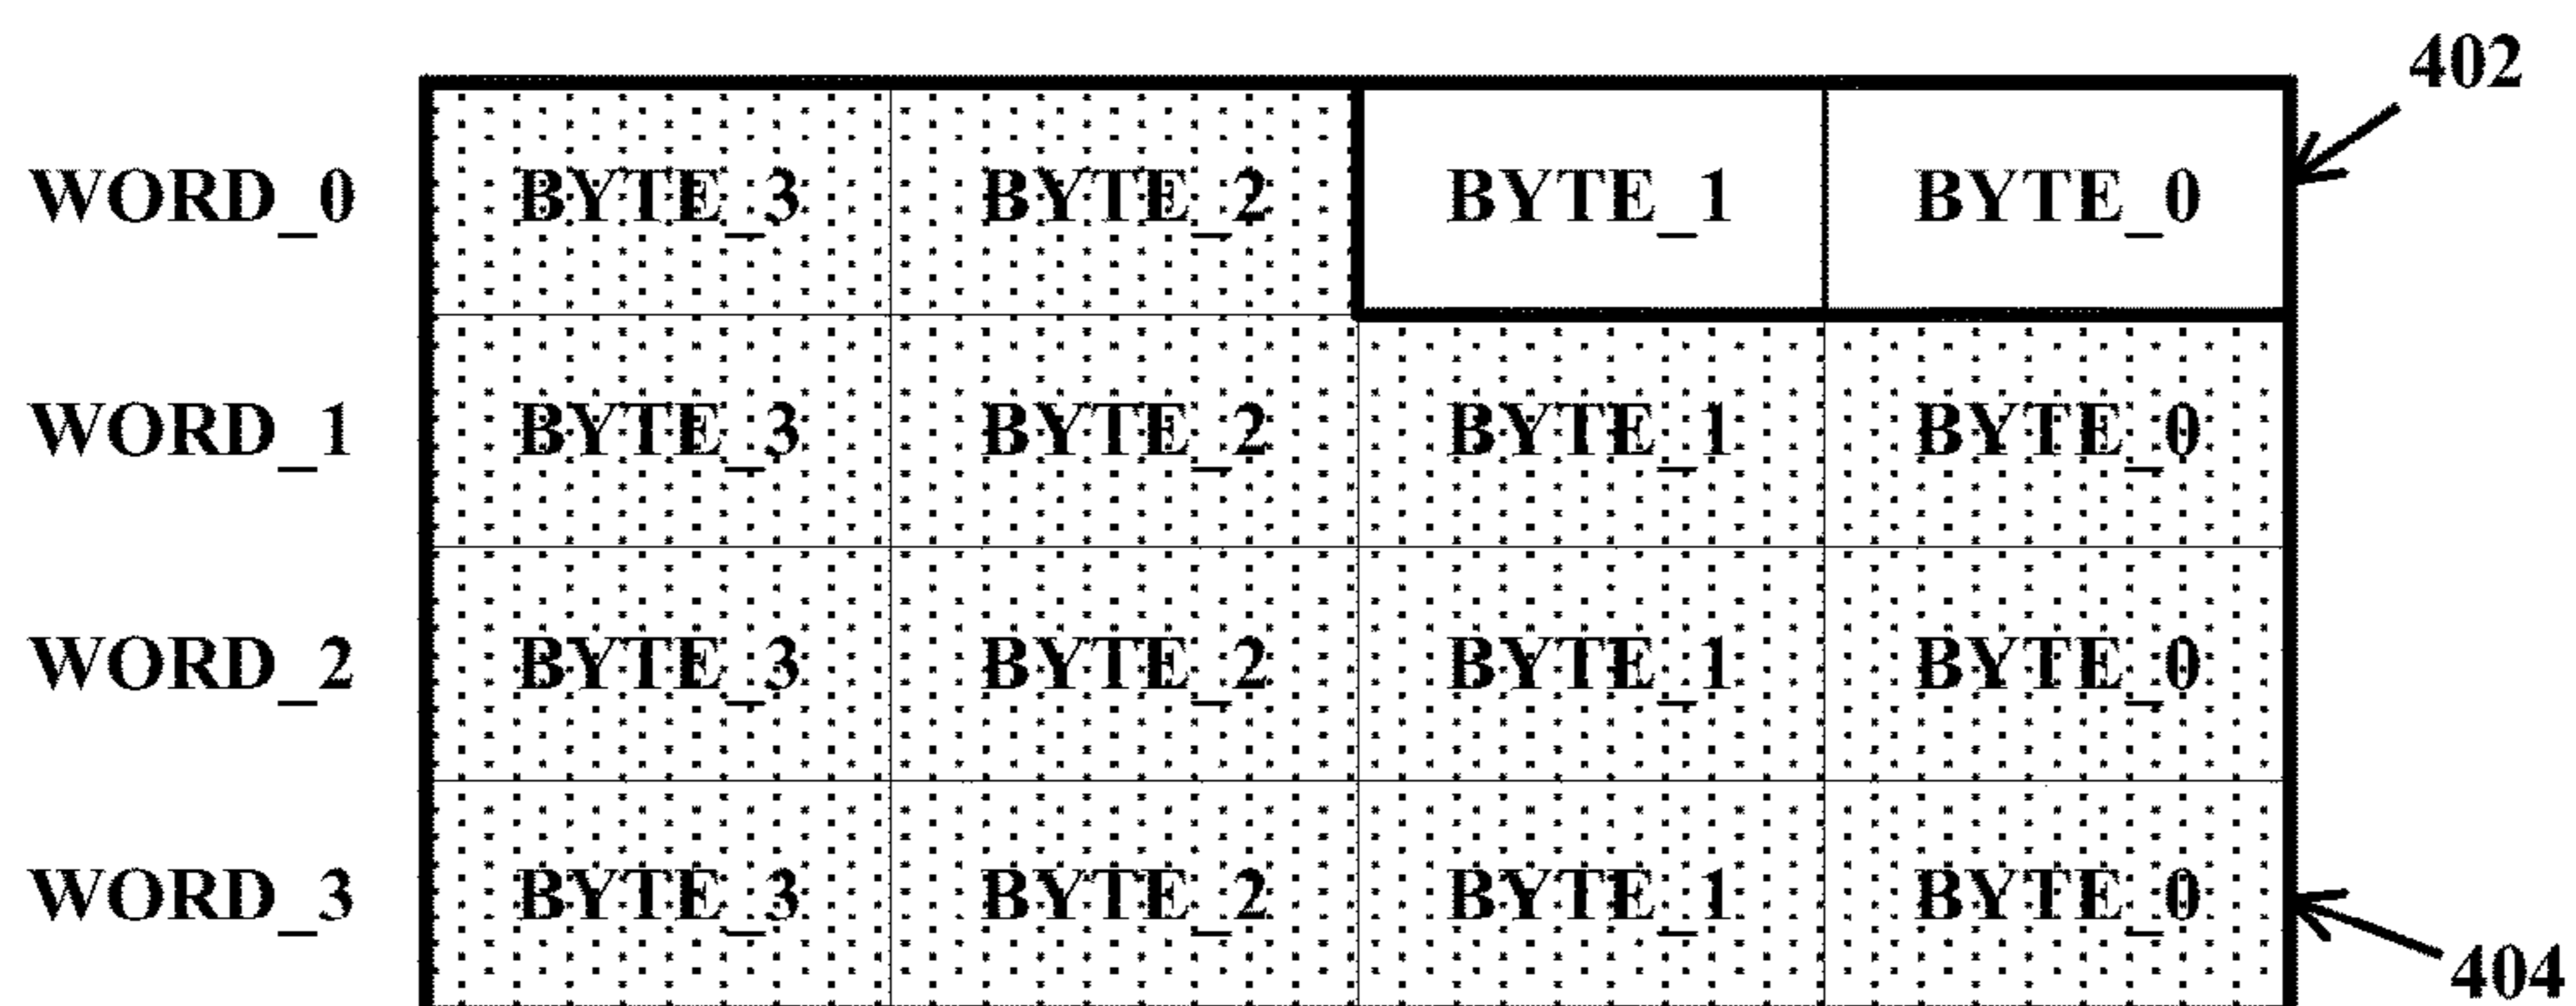 402
WORD_0 BYTE_3 BYTE_2 BYTE_1 BYTE_0
WORD_1 BYTE_3 BYTE_2 BYTE_1 BYTE_0
WORD_2 BYTE_3 BYTE_2 BYTE_1 BYTE_0
WORD_3 BYTE_3 BYTE_2 BYTE_1 BYTE_0
404